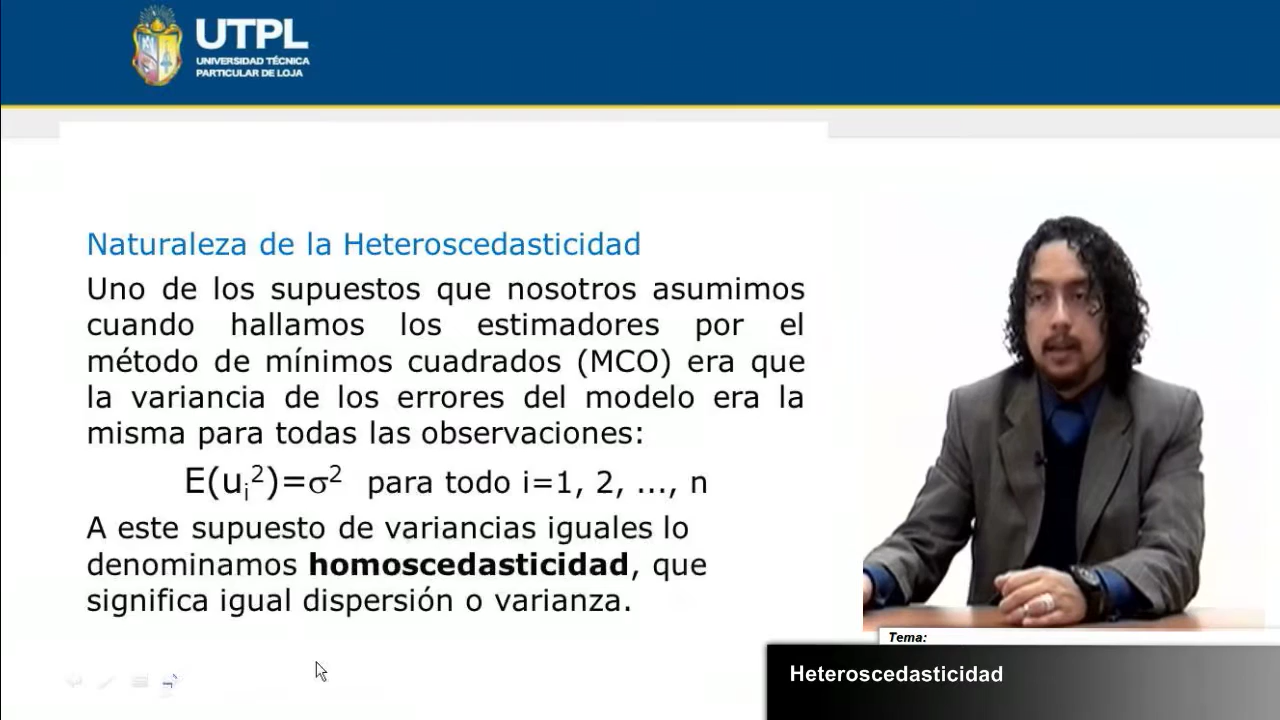 UTPL
UNIVERSIDAD TÉCNICA
PARTICULAR DE LOJA
Naturaleza de la Heteroscedasticidad
Uno de los supuestos que nosotros asumimos
cuando hallamos los estimadores por el
método de mínimos cuadrados (MCO) era que
la variancia de los errores del modelo era la
misma para todas las observaciones:
E(uᵢ²)=σ² para todo i=1, 2, ..., n
A este supuesto de variancias iguales lo
denominamos homoscedasticidad, que
significa igual dispersión o varianza.
Tema:
Heteroscedasticidad